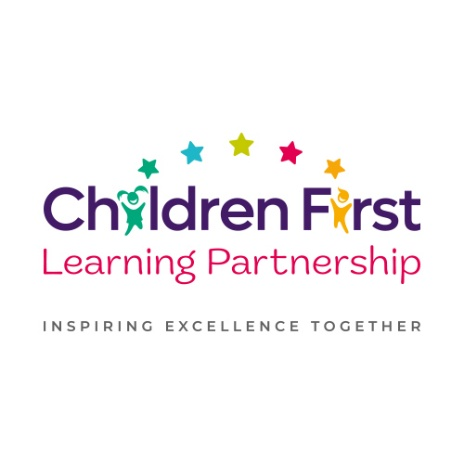 Children First
Learning Partnership
INSPIRING EXCELLENCE TOGETHER